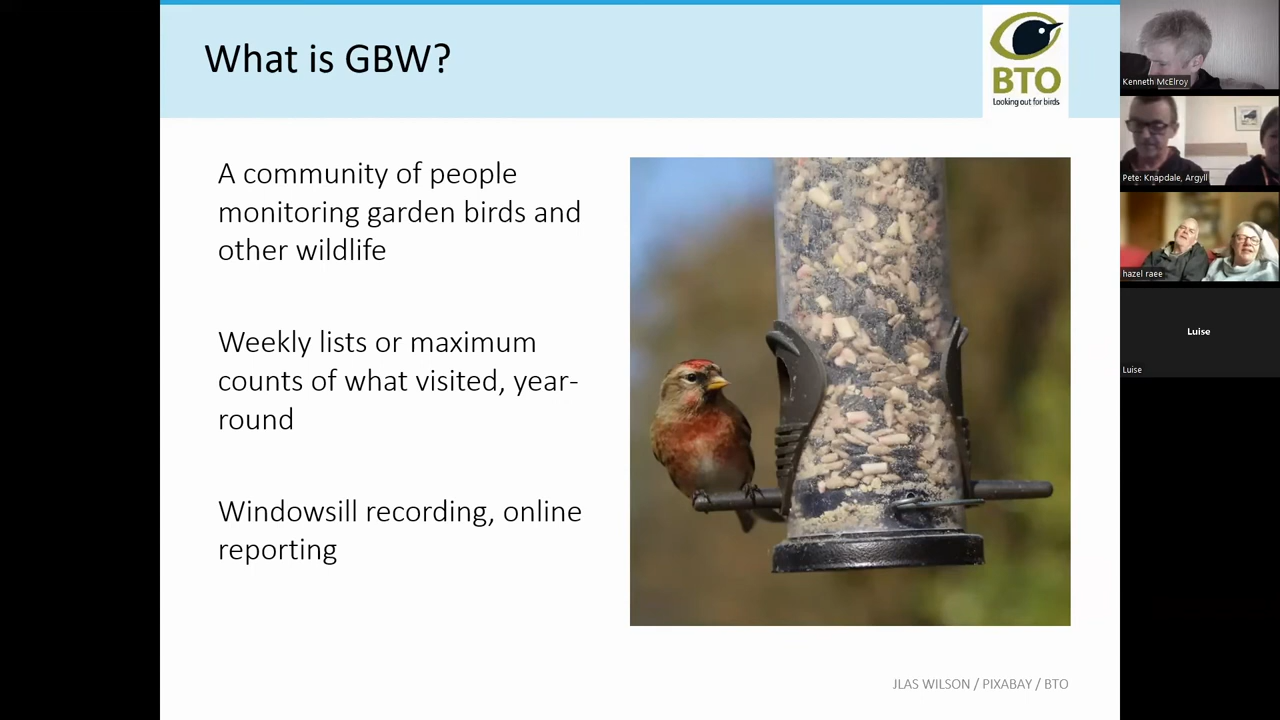 What is GBW?
BTO
Looking out for birds
A community of people
monitoring garden birds and
other wildlife
Weekly lists or maximum
counts of what visited, year-
round
Windowsill recording, online
reporting
JLAS WILSON / PIXABAY / BTO
Kenneth McElroy
Pete: Knapdale, Argyll
hazel raee
Luise
Luise